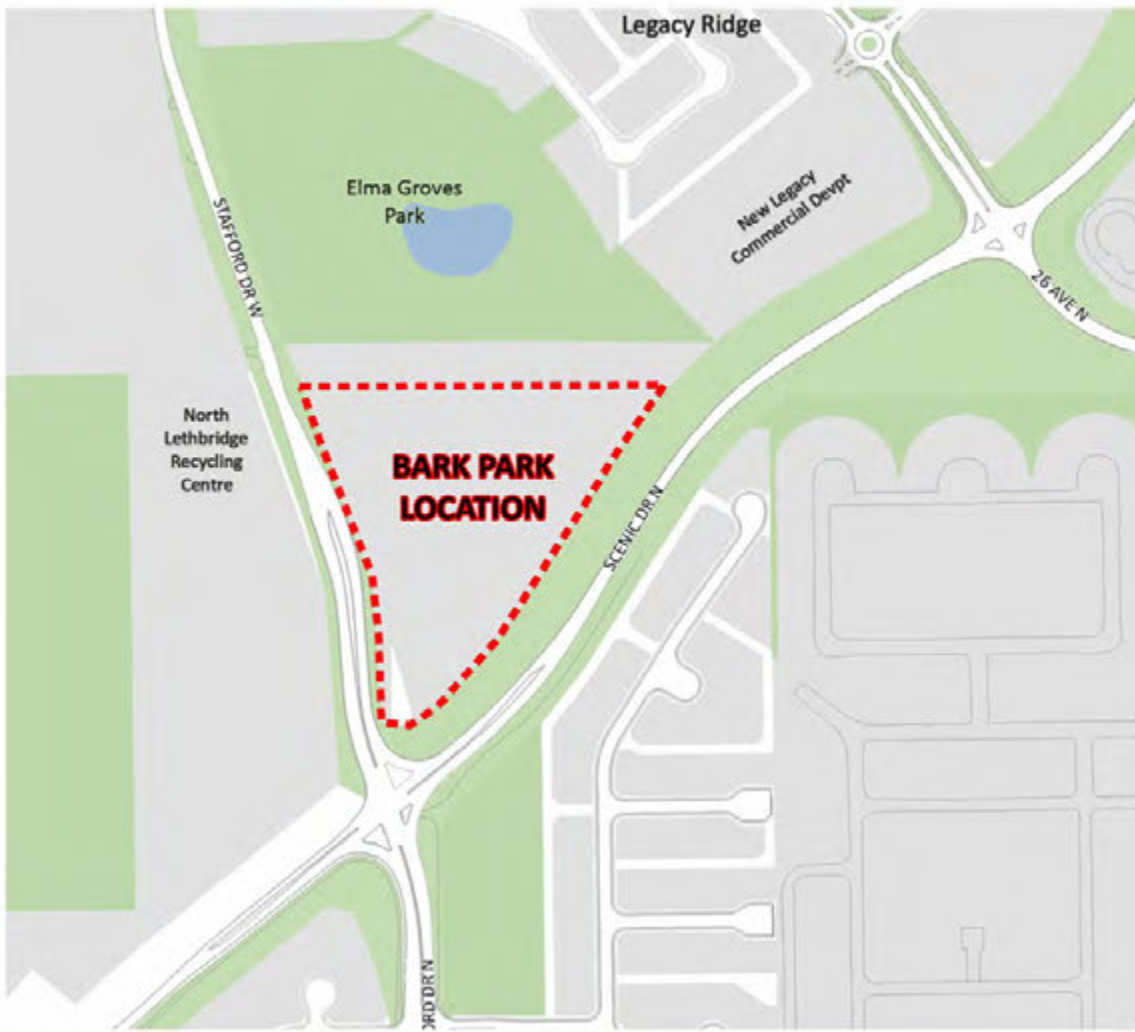 Legacy Ridge
Elma Groves
Park
New Legacy
Commercial Devpt
STAFFORD DR W
26 AVE N
North
Lethbridge
Recycling
Centre
BARK PARK
LOCATION
SCENIC DR N
DR N